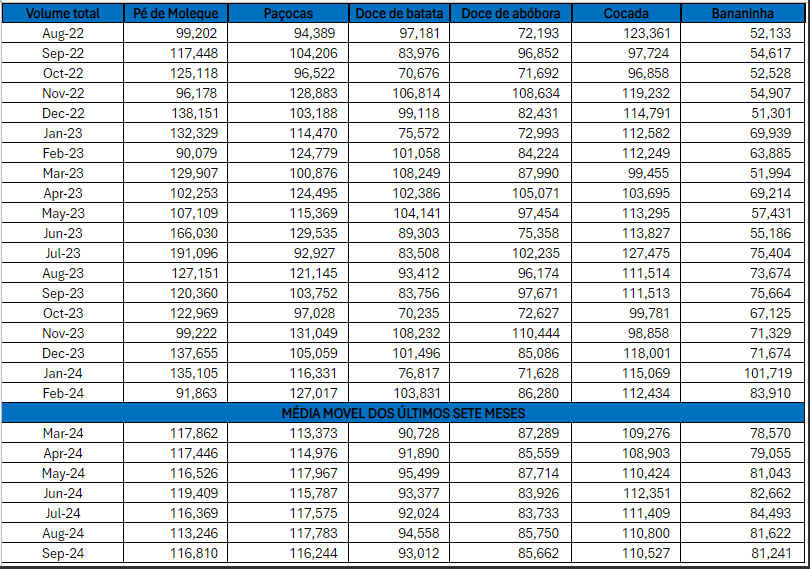 Volume total Pé de Moleque Paçocas Doce de batata Doce de abóbora Cocada Bananinha
Aug-22 99,202 94,389 97,181 72,193 123,361 52,133
Sep-22 117,448 104,206 83,976 96,852 97,724 54,617
Oct-22 125,118 96,522 70,676 71,692 96,858 52,528
Nov-22 96,178 128,883 106,814 108,634 119,232 54,907
Dec-22 138,151 103,188 99,118 82,431 114,791 51,301
Jan-23 132,329 114,470 75,572 72,993 112,582 69,939
Feb-23 90,079 124,779 101,058 84,224 112,249 63,885
Mar-23 129,907 100,876 108,249 87,990 99,455 51,994
Apr-23 102,253 124,495 102,386 105,071 103,695 69,214
May-23 107,109 115,369 104,141 97,454 113,295 57,431
Jun-23 166,030 129,535 89,303 75,358 113,827 55,186
Jul-23 191,096 92,927 83,508 102,235 127,475 75,404
Aug-23 127,151 121,145 93,412 96,174 111,514 73,674
Sep-23 120,360 103,752 83,756 97,671 111,513 75,664
Oct-23 122,969 97,028 70,235 72,627 99,781 67,125
Nov-23 99,222 131,049 108,232 110,444 98,858 71,329
Dec-23 137,655 105,059 101,496 85,086 118,001 71,674
Jan-24 135,105 116,331 76,817 71,628 115,069 101,719
Feb-24 91,863 127,017 103,831 86,280 112,434 83,910
MÉDIA MOVEL DOS ÚLTIMOS SETE MESES
Mar-24 117,862 113,373 90,728 87,289 109,276 78,570
Apr-24 117,446 114,976 91,890 85,559 108,903 79,055
May-24 116,526 117,967 95,499 87,714 110,424 81,043
Jun-24 119,409 115,787 93,377 83,926 112,351 82,662
Jul-24 116,369 117,575 92,024 83,733 111,409 84,493
Aug-24 113,246 117,783 94,558 85,750 110,800 81,622
Sep-24 116,810 116,244 93,012 85,662 110,527 81,241